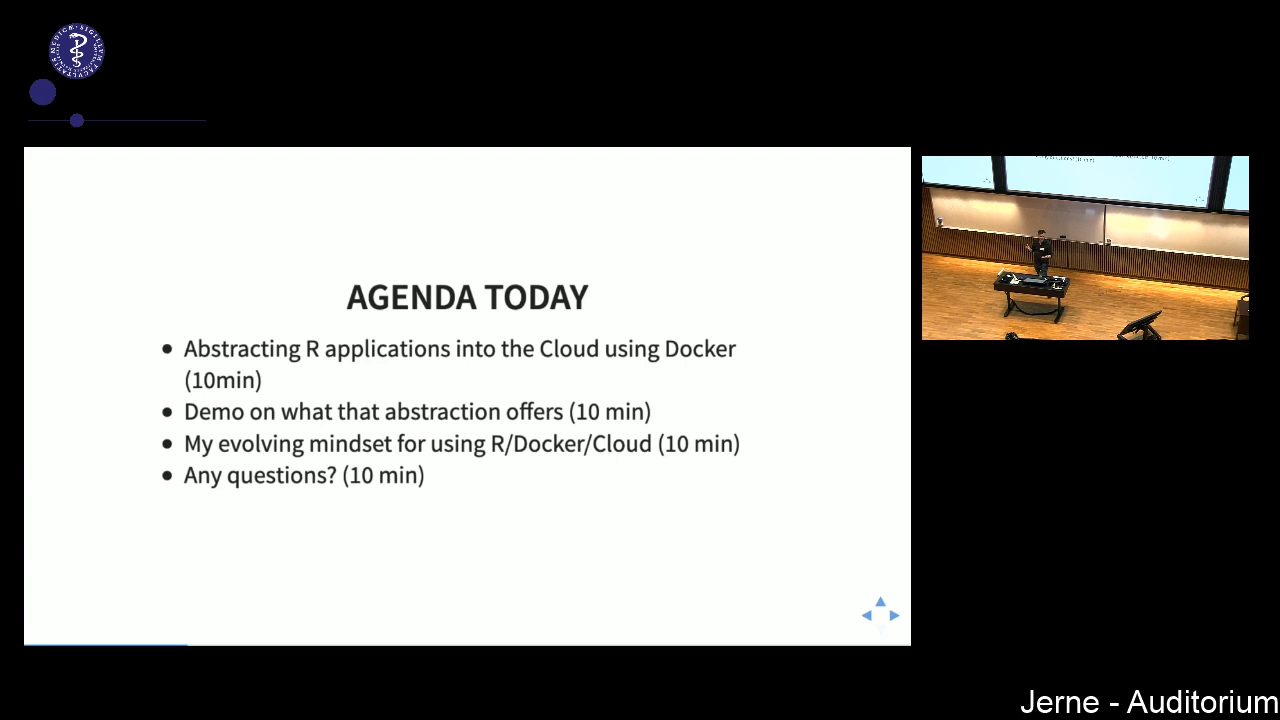 AGENDA TODAY
• Abstracting R applications into the Cloud using Docker
(10min)
• Demo on what that abstraction offers (10 min)
• My evolving mindset for using R/Docker/Cloud (10 min)
• Any questions? (10 min)
Jerne - Auditorium